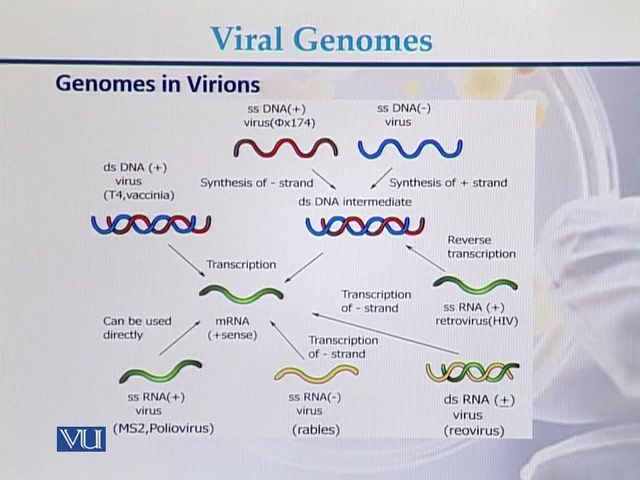 Viral Genomes
Genomes in Virions
ss DNA(+)
virus(Φx174)
ss DNA(-)
virus
ds DNA (+)
virus
(T4,vaccinia)
Synthesis of - strand
Synthesis of + strand
ds DNA intermediate
Reverse
transcription
Transcription
ss RNA (+)
retrovirus(HIV)
Transcription
of - strand
Can be used
directly
mRNA
(+sense)
Transcription
of - strand
ss RNA(+)
virus
(MS2,Poliovirus)
ss RNA(-)
virus
(rables)
ds RNA (±)
virus
(reovirus)
VU